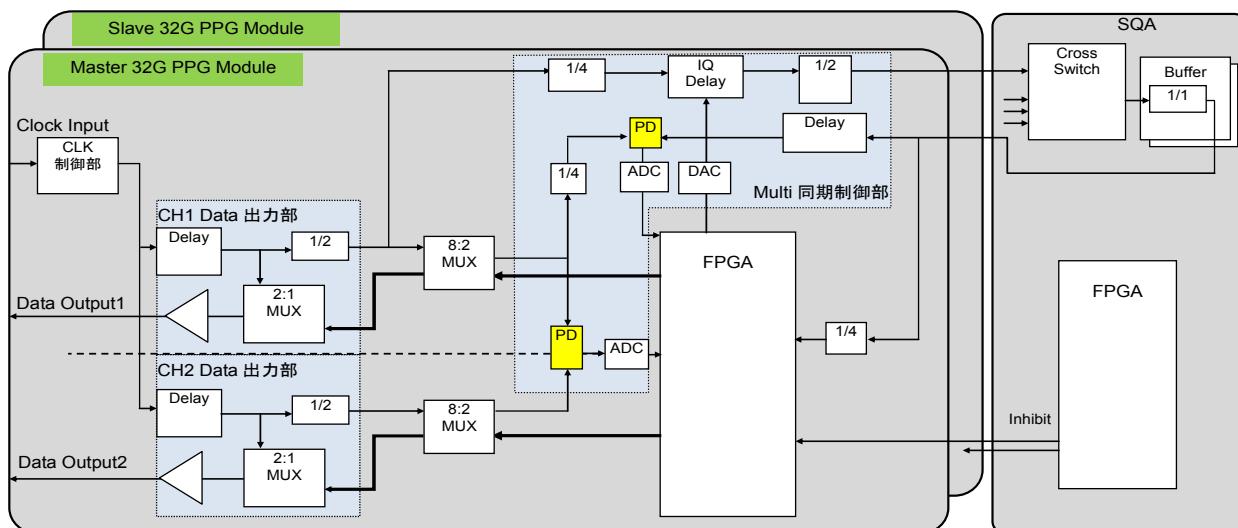 Slave 32G PPG Module
SQA
Master 32G PPG Module
1/4
IQ
Delay
1/2
Cross
Switch
Buffer
1/1
Clock Input
CLK
制御部
PD
Delay
1/4
ADC
DAC
Multi 同期制御部
CH1 Data 出力部
Delay
1/2
8:2
MUX
FPGA
FPGA
Data Output1
2:1
MUX
PD
ADC
1/4
CH2 Data 出力部
Delay
1/2
8:2
MUX
Inhibit
Data Output2
2:1
MUX